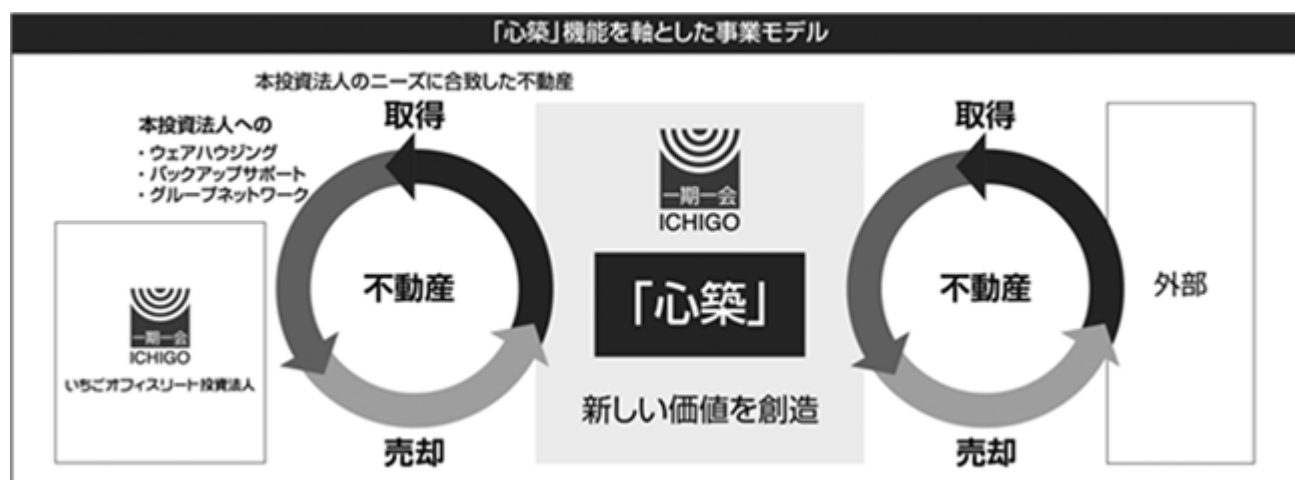 「心築」機能を軸とした事業モデル
本投資法人のニーズに合致した不動産
取得
本投資法人への
・ウェアハウジング
・バックアップサポート
・グループネットワーク
不動産
売却
一期一会
ICHIGO
いちごオフィスリート投資法人
一期一会
ICHIGO
「心築」
新しい価値を創造
取得
不動産
売却
外部